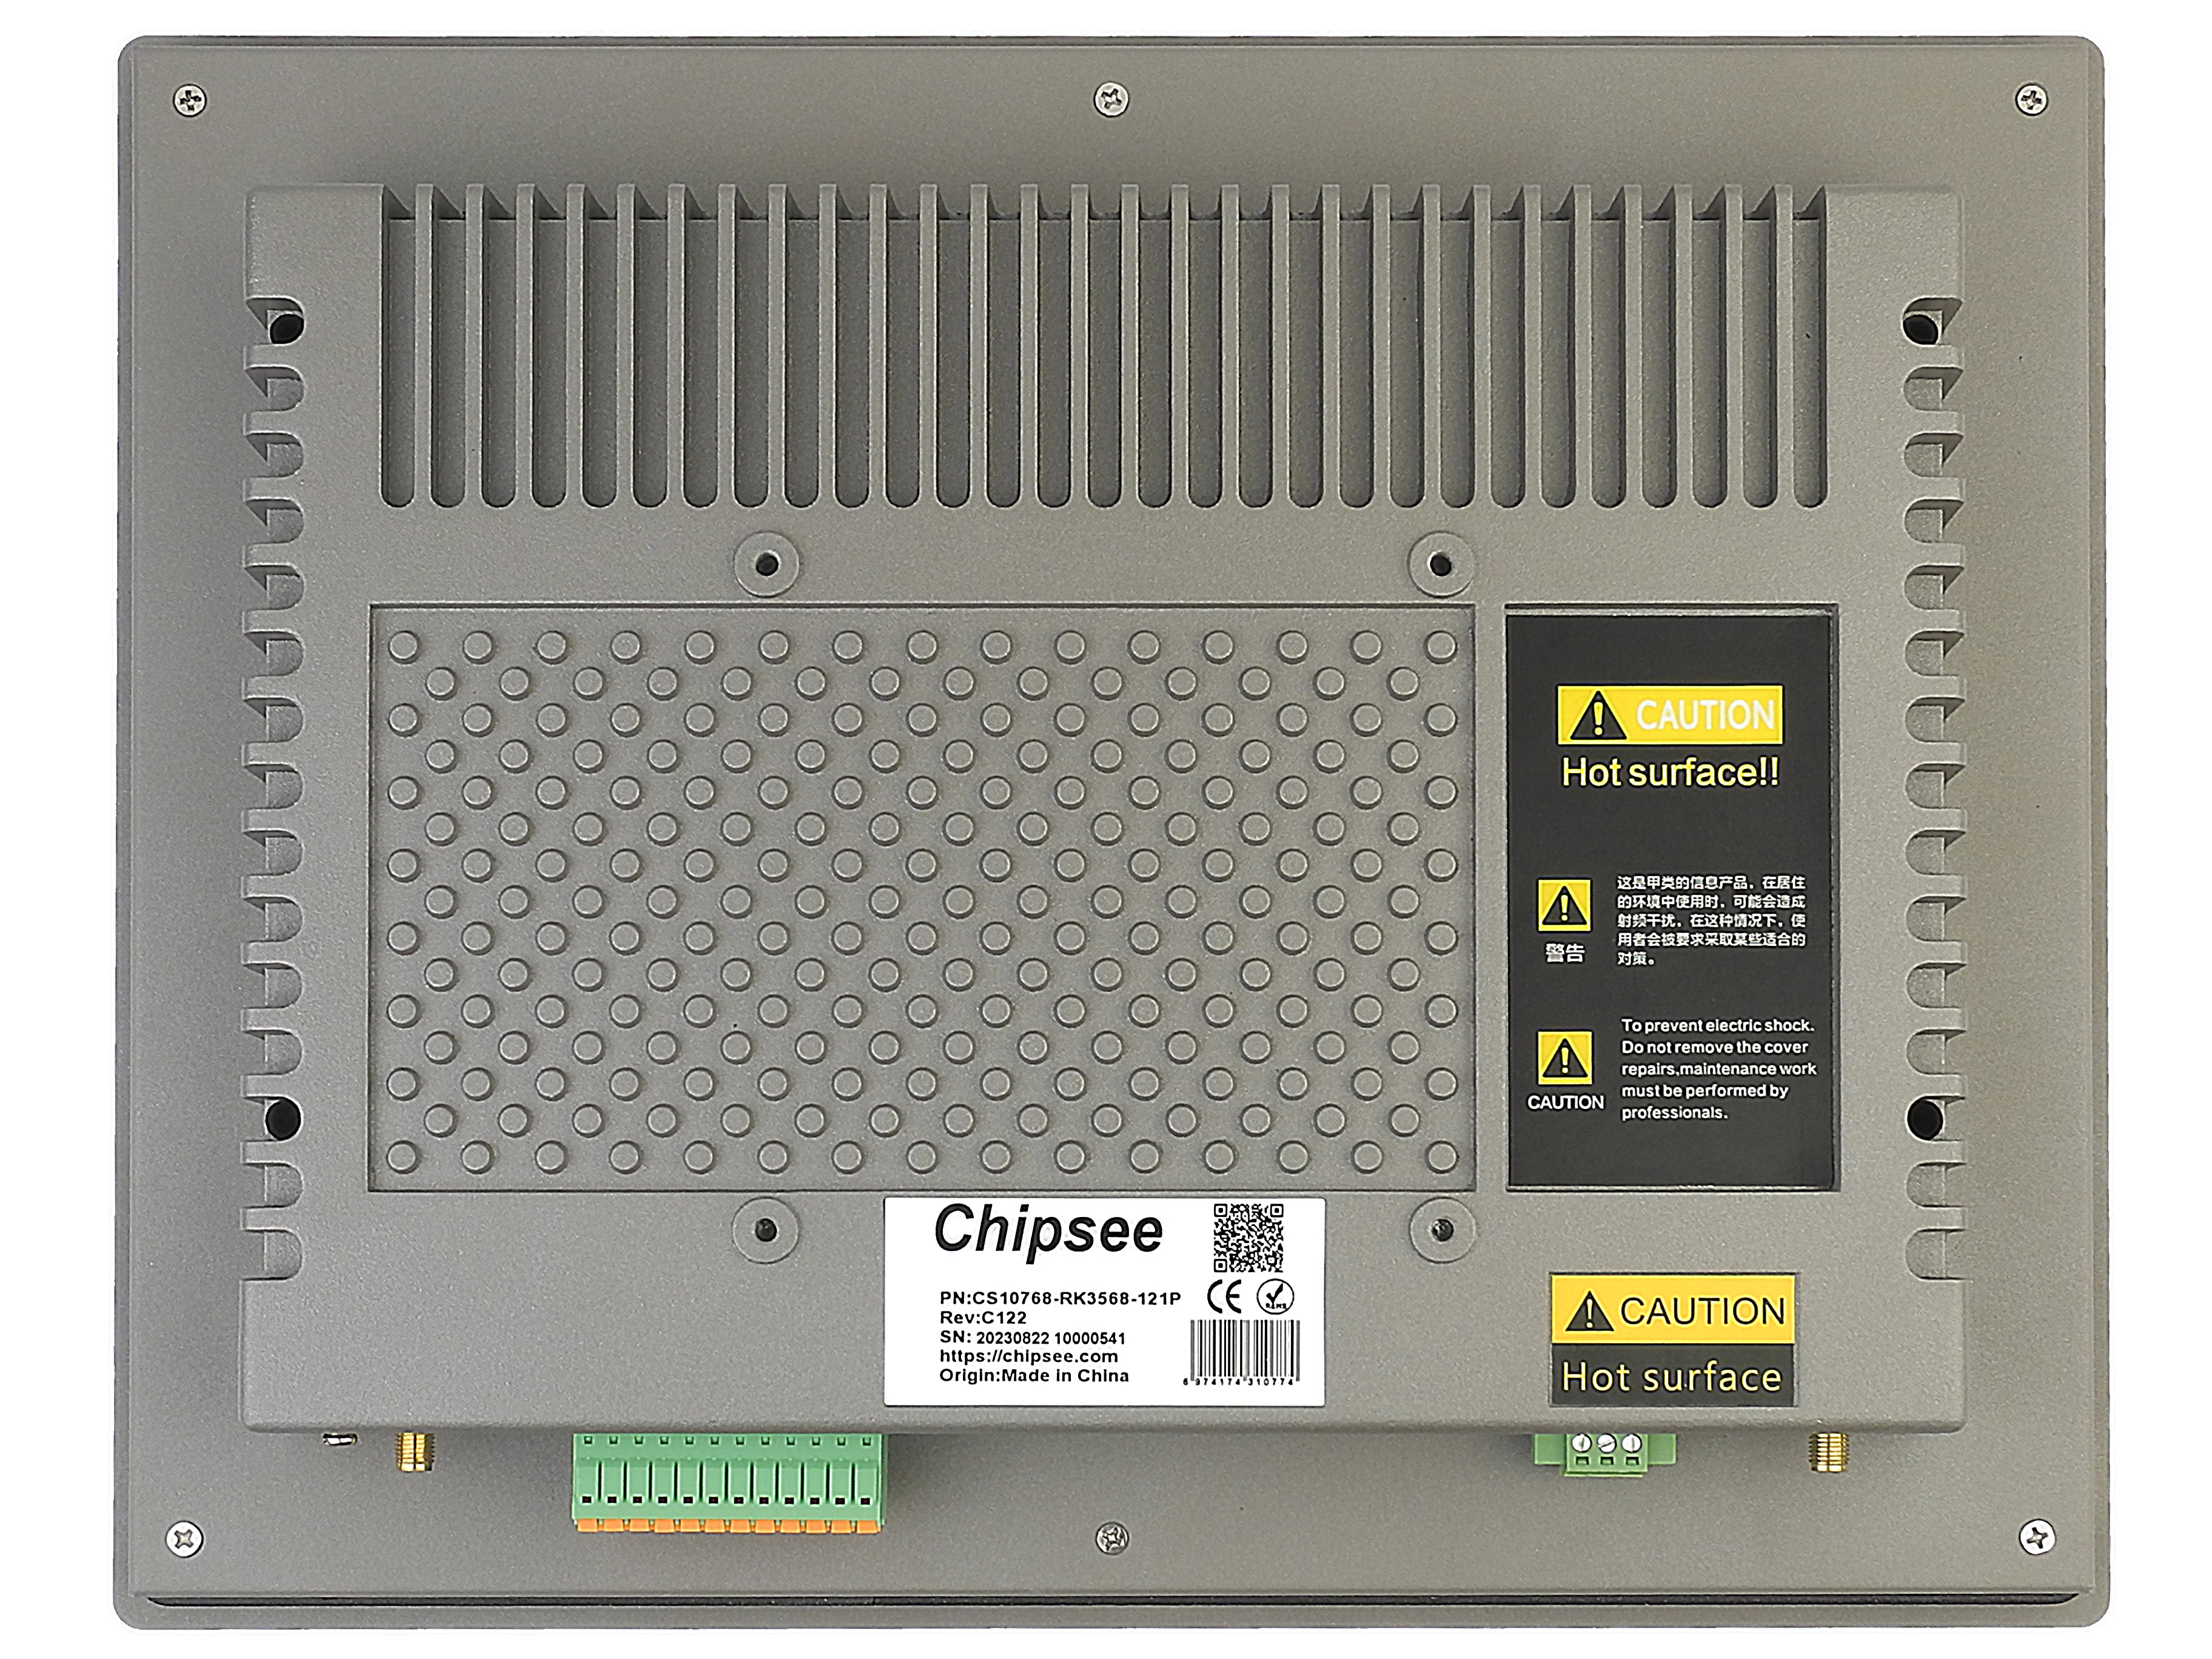 CAUTION
Hot surface!!
这是甲类的信息产品，在居住
的环境中使用时，可能会造成
射频干扰，在这种情况下，使
用者会被要求采取某些适合的
对策。
警告
To prevent electric shock.
Do not remove the cover
repairs,maintenance work
must be performed by
professionals.
CAUTION
Chipsee
PN:CS10768-RK3568-121P
Rev:C122
SN: 20230822 10000541
https://chipsee.com
Origin:Made in China
CE
6 974174 310774
CAUTION
Hot surface